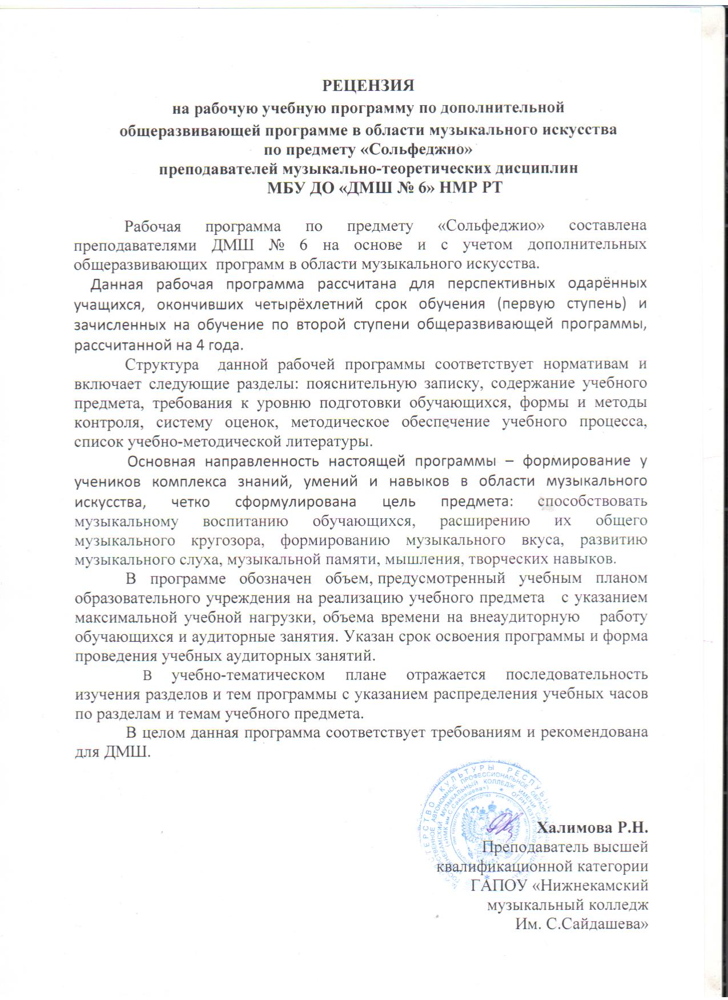 РЕЦЕНЗИЯ
на рабочую учебную программу по дополнительной
общеразвивающей программе в области музыкального искусства
по предмету «Сольфеджио»
преподавателей музыкально-теоретических дисциплин
МБУ ДО «ДМШ № 6» НМР РТ
Рабочая программа по предмету «Сольфеджио» составлена
преподавателями ДМШ № 6 на основе и с учетом дополнительных
общеразвивающих программ в области музыкального искусства.
Данная рабочая программа рассчитана для перспективных одарённых
учащихся, окончивших четырёхлетний срок обучения (первую ступень) и
зачисленных на обучение по второй ступени общеразвивающей программы,
рассчитанной на 4 года.
Структура данной рабочей программы соответствует нормативам и
включает следующие разделы: пояснительную записку, содержание учебного
предмета, требования к уровню подготовки обучающихся, формы и методы
контроля, систему оценок, методическое обеспечение учебного процесса,
список учебно-методической литературы.
Основная направленность настоящей программы – формирование у
учеников комплекса знаний, умений и навыков в области музыкального
искусства, четко сформулирована цель предмета: способствовать
музыкальному воспитанию обучающихся, расширению их общего
музыкального кругозора, формированию музыкального вкуса, развитию
музыкального слуха, музыкальной памяти, мышления, творческих навыков.
В программе обозначен объем, предусмотренный учебным планом
образовательного учреждения на реализацию учебного предмета с указанием
максимальной учебной нагрузки, объема времени на внеаудиторную работу
обучающихся и аудиторные занятия. Указан срок освоения программы и форма
проведения учебных аудиторных занятий.
В учебно-тематическом плане отражается последовательность
изучения разделов и тем программы с указанием распределения учебных часов
по разделам и темам учебного предмета.
В целом данная программа соответствует требованиям и рекомендована
для ДМШ.
КУЛЬТУРЫ
АВТОНОМНОЕ ПРОФЕССИОНАЛЬНОЕ
МУЗЫКАЛЬНЫЙ КОЛЛЕДЖ ИМЕНИ
(«НМК им.С.Сайдашева») * ОГРН
Халимова Р.Н.
Преподаватель высшей
квалификационной категории
ГАПОУ «Нижнекамский
музыкальный колледж
Им. С.Сайдашева»